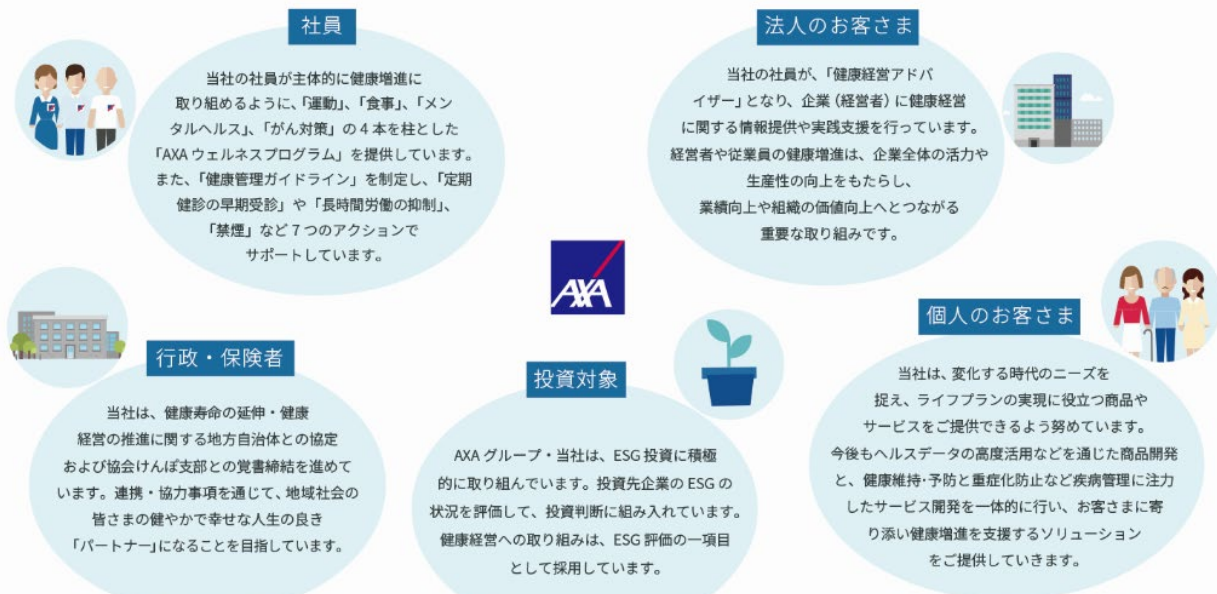 社員
当社の社員が主体的に健康増進に
取り組めるように、「運動」、「食事」、「メン
タルヘルス」、「がん対策」の4本を柱とした
「AXAウェルネスプログラム」を提供しています。
また、「健康管理ガイドライン」を制定し、「定期
健診の早期受診」や「長時間労働の抑制」、
「禁煙」など7つのアクションで
サポートしています。
法人のお客さま
当社の社員が、「健康経営アドバ
イザー」となり、企業（経営者）に健康経営
に関する情報提供や実践支援を行っています。
経営者や従業員の健康増進は、企業全体の活力や
生産性の向上をもたらし、
業績向上や組織の価値向上へとつながる
重要な取り組みです。
AXA
行政・保険者
当社は、健康寿命の延伸・健康
経営の推進に関する地方自治体との協定
および協会けんぽ支部との覚書締結を進めて
います。連携・協力事項を通じて、地域社会の
皆さまの健やかで幸せな人生の良き
「パートナー」になることを目指しています。
投資対象
AXAグループ・当社は、ESG投資に積極
的に取り組んでいます。投資先企業のESGの
状況を評価して、投資判断に組み入れています。
健康経営への取り組みは、ESG評価の一項目
として採用しています。
個人のお客さま
当社は、変化する時代のニーズを
捉え、ライフプランの実現に役立つ商品や
サービスをご提供できるよう努めています。
今後もヘルスデータの高度活用などを通じた商品開発
と、健康維持・予防と重症化防止など疾病管理に注力
したサービス開発を一体的に行い、お客さまに寄
り添い健康増進を支援するソリューション
をご提供していきます。